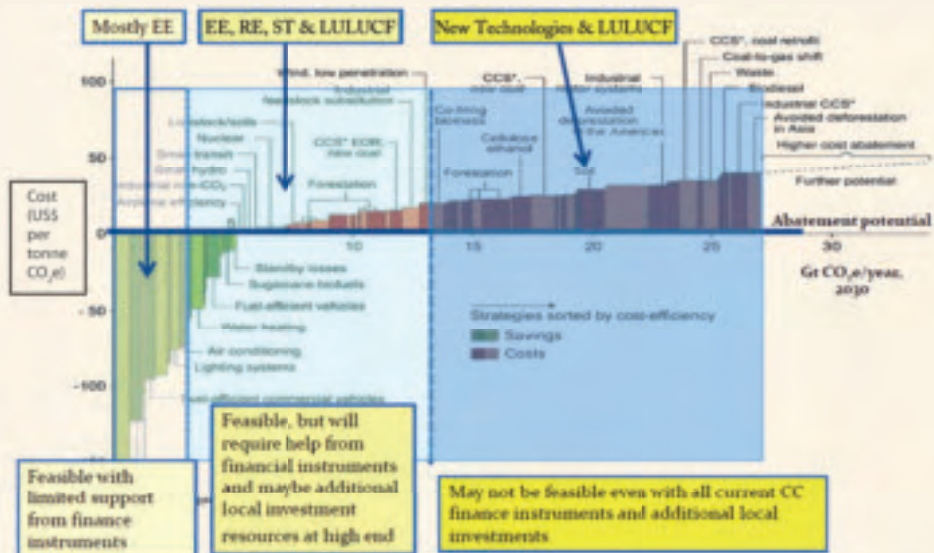 Mostly EE
EE, RE, ST & LULUCF
New Technologies & LULUCF
CCS*, coal retrofit
Coal-to-gas shift
Waste
Biodiesel
Industrial CCS*
Avoided deforestation
in Asia
Higher cost abatement
Further potential
Wind, low penetration
Industrial
feedstock substitution
Livestock/soils
Nuclear
CCS* EOR,
new coal
Forestation
Co-firing
biomass
Cellulose
ethanol
Forestation
CCS*,
new coal
Industrial
motor systems
Avoided
deforestation
the Americas
Soil
transit
hydro
Industrial non-CO₂
Airplane efficiency
100
50
0
- 50
- 100
Cost
(US$
per
tonne
CO₂e)
5
10
15
20
25
30
Abatement potential
Gt CO₂e/year,
2030
Standby losses
Sugarcane biofuels
Fuel-efficient vehicles
Water heating
Air conditioning
Lighting systems
Fuel-efficient commercial vehicles
Strategies sorted by cost-efficiency
Savings
Costs
Feasible with
limited support
from finance
instruments
Feasible, but will
require help from
financial instruments
and maybe additional
local investment
resources at high end
May not be feasible even with all current CC
finance instruments and additional local
investments